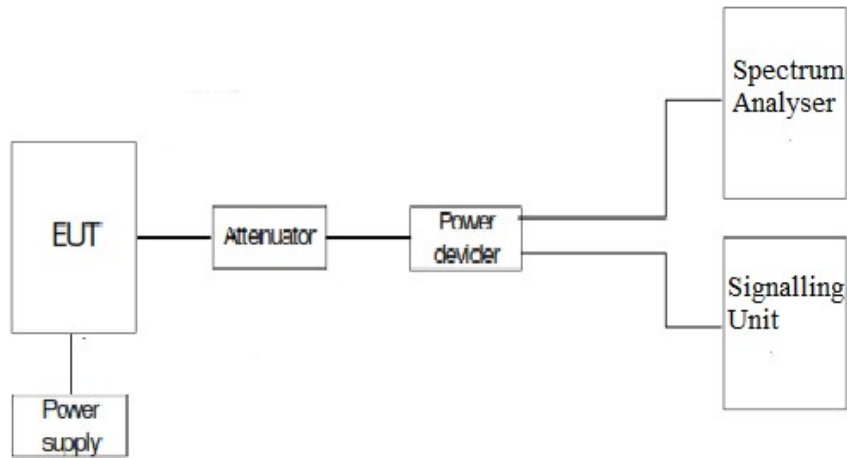 Spectrum
Analyser
EUT
Attenuator
Power
devider
Signalling
Unit
Power
supply